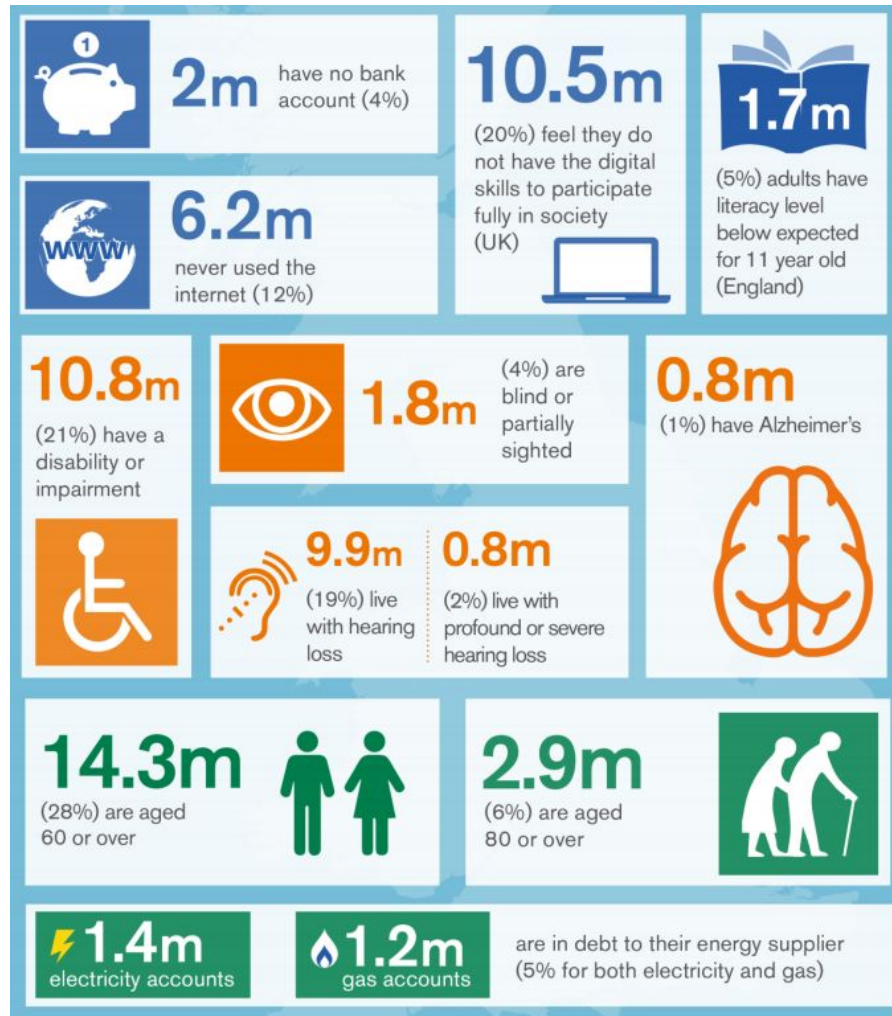 1
2m
have no bank
account (4%)
10.5m
(20%) feel they do
not have the digital
skills to participate
fully in society
(UK)
1.7m
(5%) adults have
literacy level
below expected
for 11 year old
(England)
www
6.2m
never used the
internet (12%)
10.8m
(21%) have a
disability or
impairment
1.8m
(4%) are
blind or
partially
sighted
0.8m
(1%) have Alzheimer's
9.9m
(19%) live
with hearing
loss
0.8m
(2%) live with
profound or severe
hearing loss
14.3m
(28%) are aged
60 or over
2.9m
(6%) are aged
80 or over
1.4m
electricity accounts
1.2m
gas accounts
are in debt to their energy supplier
(5% for both electricity and gas)